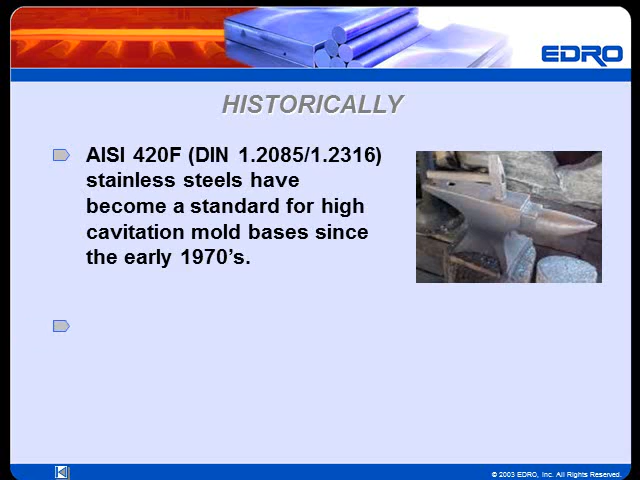 EDRO
HISTORICALLY
AISI 420F (DIN 1.2085/1.2316)
stainless steels have
become a standard for high
cavitation mold bases since
the early 1970’s.
© 2003 EDRO, Inc. All Rights Reserved.